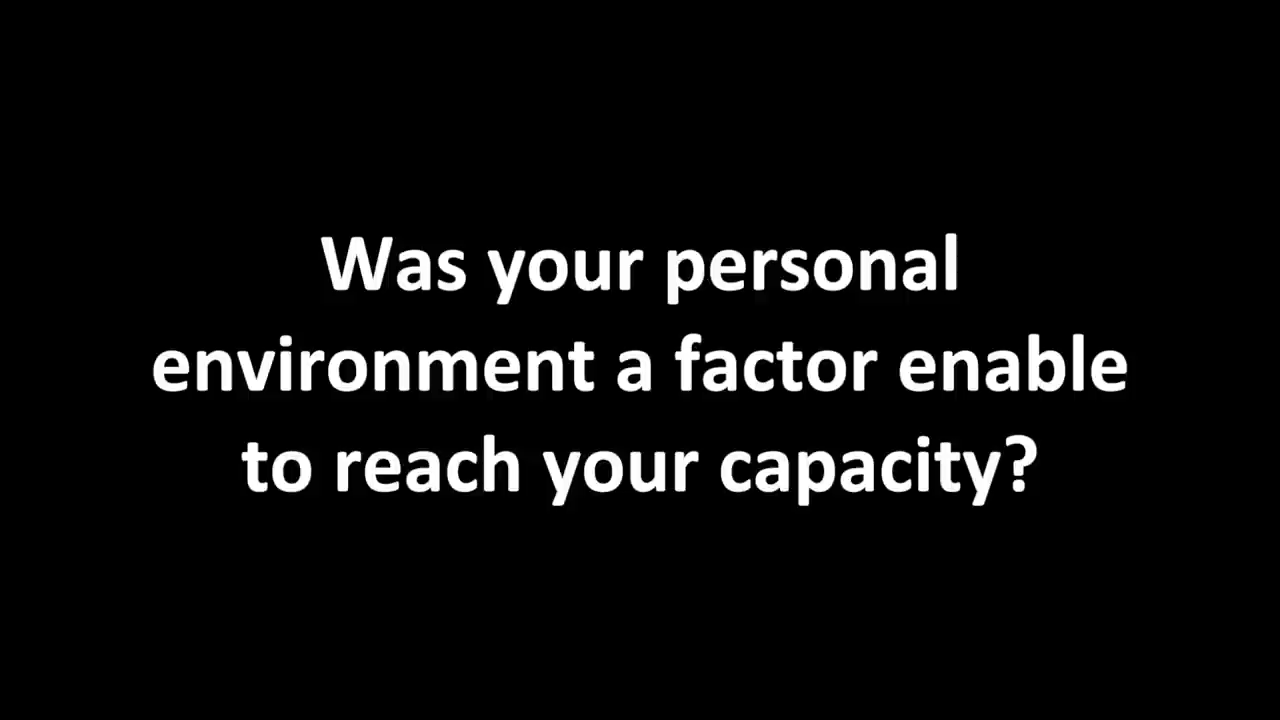 Was your personal
environment a factor enable
to reach your capacity?